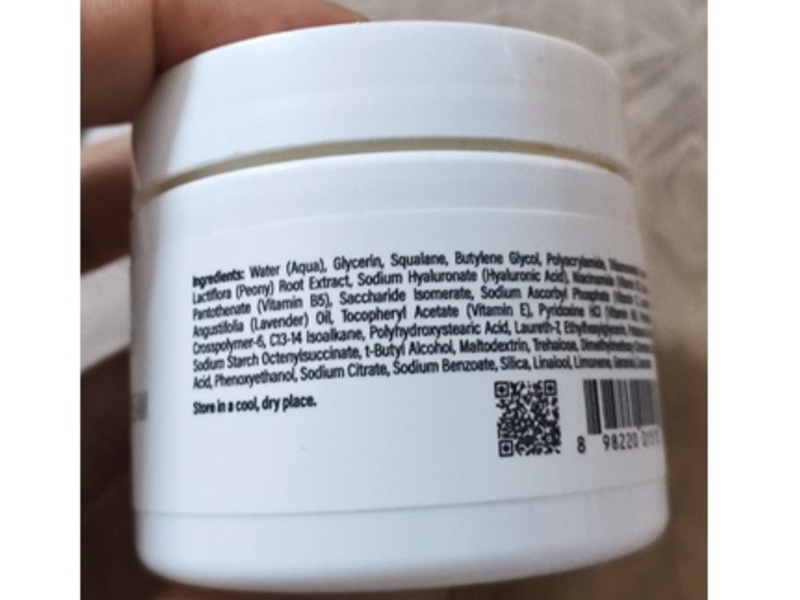 Ingredients: Water (Aqua), Glycerin, Squalane, Butylene Glycol, Polyacrylamide,
Lactiflora (Peony) Root Extract, Sodium Hyaluronate (Hyaluronic Acid), Niacinamide
Pantothenate (Vitamin B5), Saccharide Isomerate, Sodium Ascorbyl Phosphate (Vitamin C
Angustifolia (Lavender) Oil, Tocopheryl Acetate (Vitamin E), Pyridoxine HCl (Vitamin
Crosspolymer-6, C13-14 Isoalkane, Polyhydroxystearic Acid, Laureth-7, Ethylhexylglycerin,
Sodium Starch Octenylsuccinate, t-Butyl Alcohol, Maltodextrin, Trehalose,
Acid, Phenoxyethanol, Sodium Citrate, Sodium Benzoate, Silica, Linalool, Limonene, Geraniol,
Store in a cool, dry place.
8 98220